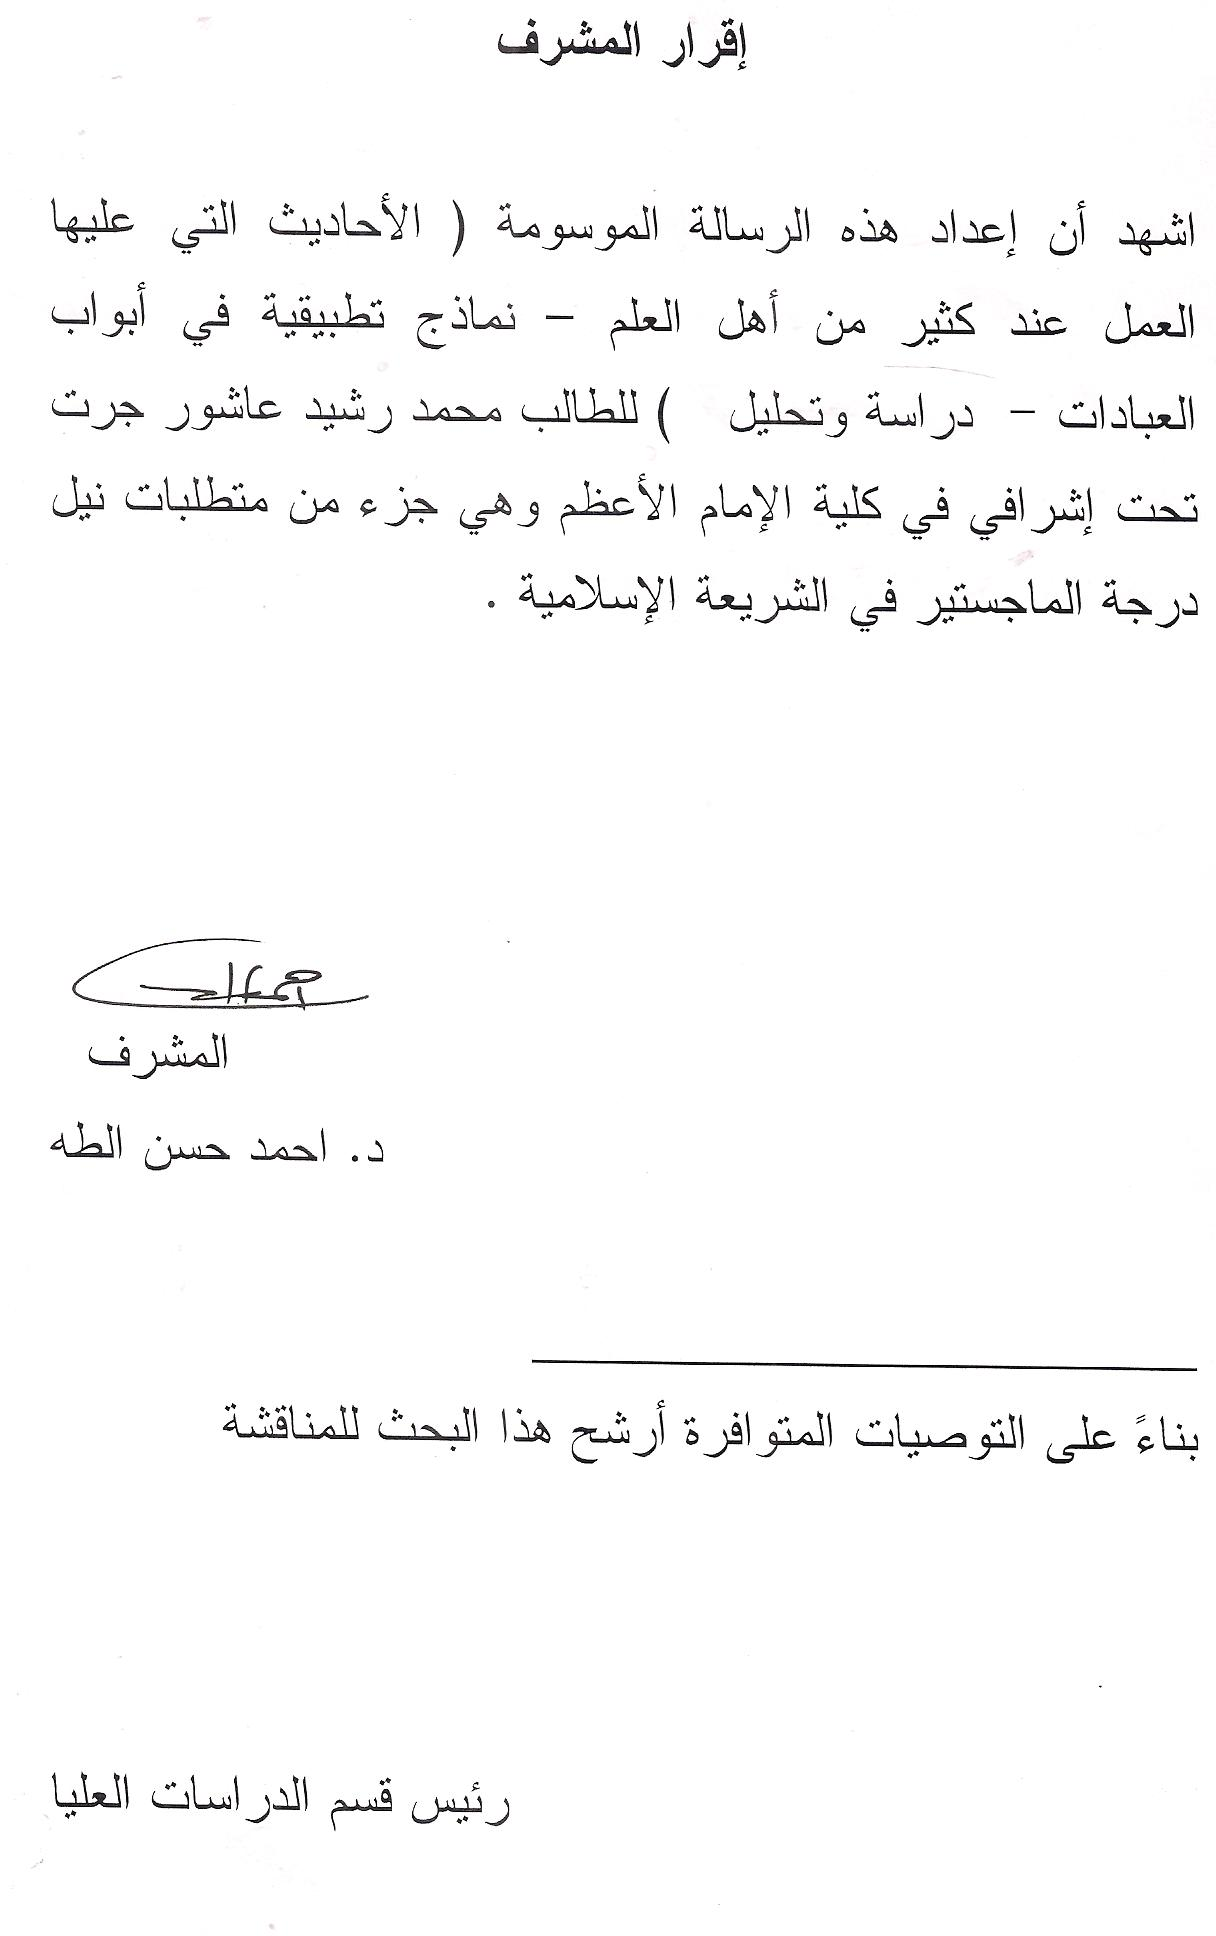 إقرار المشرف
اشهد أن إعداد هذه الرسالة الموسومة ( الأحاديث التي عليها
العمل عند كثير من أهل العلم – نماذج تطبيقية في أبواب
العبادات – دراسة وتحليل ) للطالب محمد رشيد عاشور جرت
تحت إشرافي في كلية الإمام الأعظم وهي جزء من متطلبات نيل
درجة الماجستير في الشريعة الإسلامية .
المشرف
د. احمد حسن الطه
بناءً على التوصيات المتوافرة أرشح هذا البحث للمناقشة
رئيس قسم الدراسات العليا